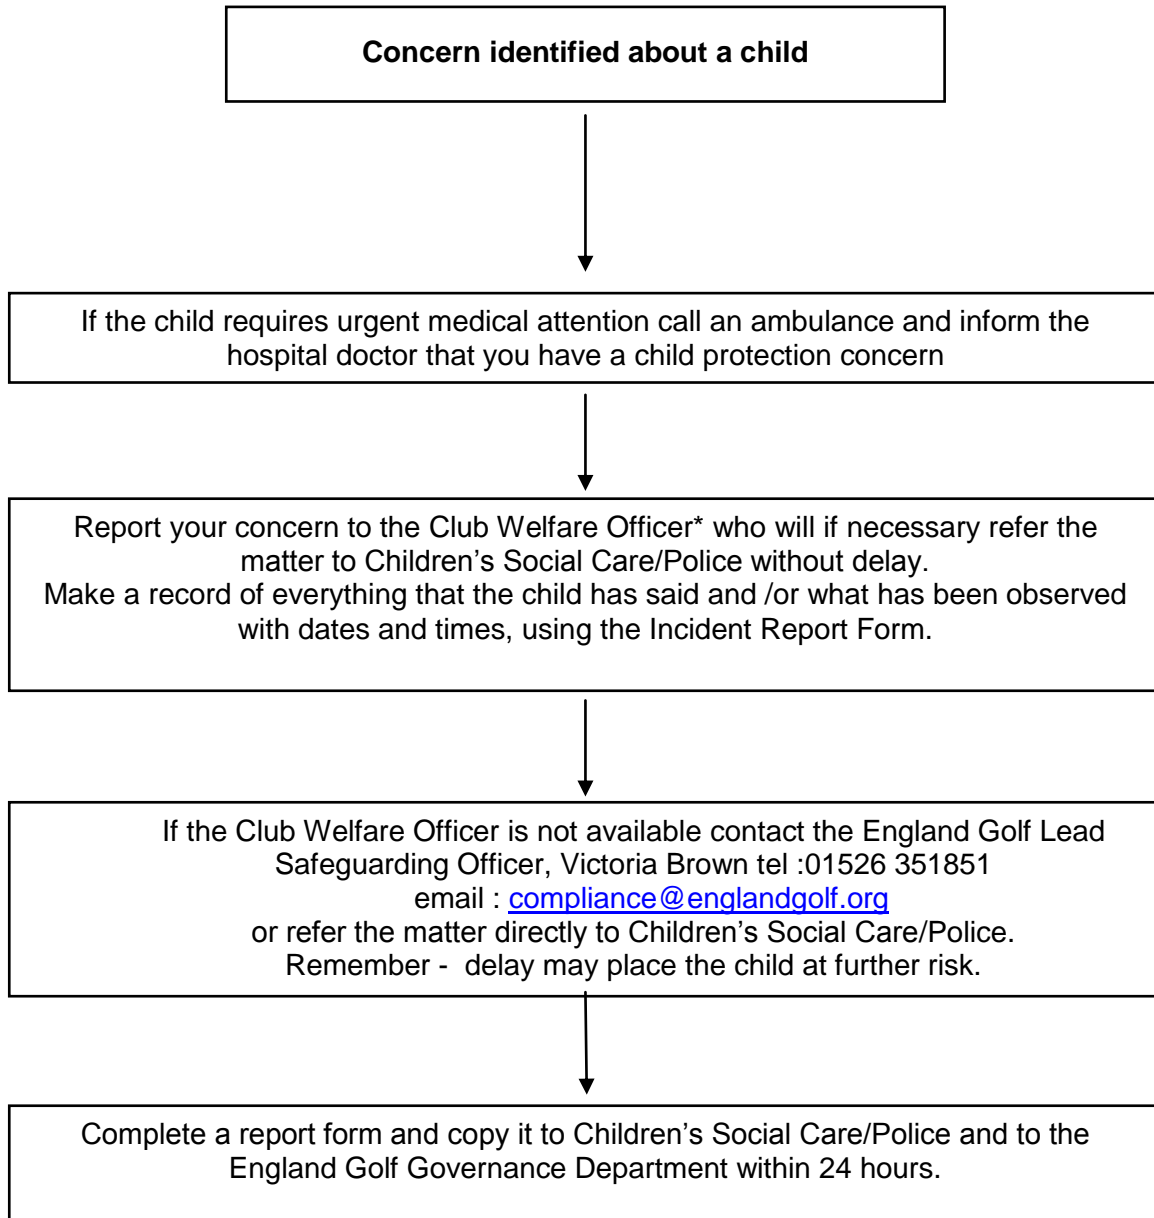 Concern identified about a child
If the child requires urgent medical attention call an ambulance and inform the
hospital doctor that you have a child protection concern
Report your concern to the Club Welfare Officer* who will if necessary refer the
matter to Children’s Social Care/Police without delay.
Make a record of everything that the child has said and /or what has been observed
with dates and times, using the Incident Report Form.
If the Club Welfare Officer is not available contact the England Golf Lead
Safeguarding Officer, Victoria Brown tel :01526 351851
email : compliance@englandgolf.org
or refer the matter directly to Children’s Social Care/Police.
Remember - delay may place the child at further risk.
Complete a report form and copy it to Children’s Social Care/Police and to the
England Golf Governance Department within 24 hours.